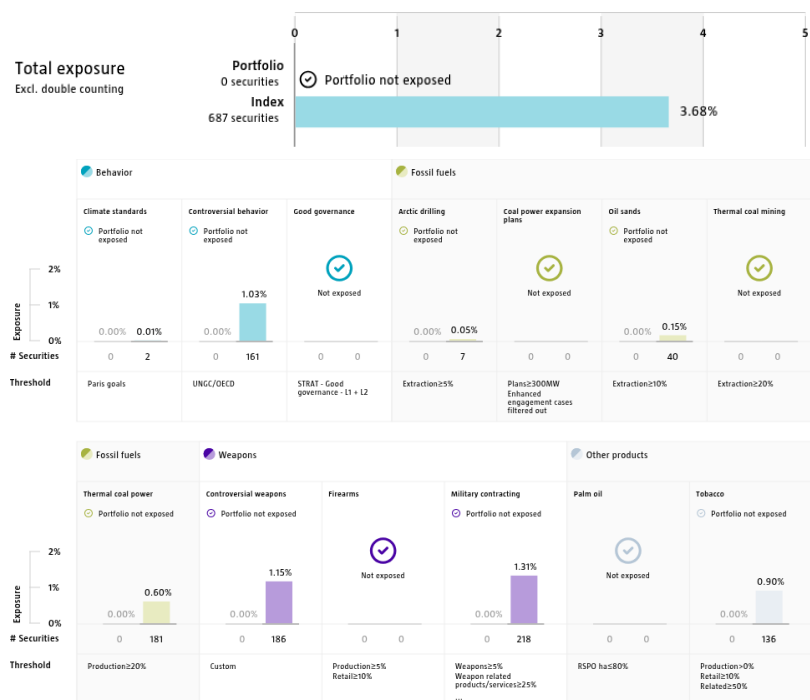 0 1 2 3 4 5
Total exposure
Excl. double counting
Portfolio
0 securities
Portfolio not exposed
Index
687 securities
3.68%
Behavior
Fossil fuels
Climate standards
Controversial behavior
Good governance
Arctic drilling
Coal power expansion
plans
Oil sands
Thermal coal mining
Portfolio not
exposed
Portfolio not
exposed
Not exposed
Portfolio not
exposed
Not exposed
Portfolio not
exposed
Not exposed
Exposure
2%
1%
0%
0.00% 0.01%
0.00% 1.03%
0.00% 0.05%
0.00% 0.15%
# Securities 0 2 0 161 0 0 0 7 0 0 0 40 0 0
Threshold
Paris goals
UNGC/OECD
STRAT - Good
governance - L1 + L2
Extraction≥5%
Plans≥300MW
Enhanced
engagement cases
filtered out
Extraction≥10%
Extraction≥20%
Fossil fuels
Weapons
Other products
Thermal coal power
Controversial weapons
Firearms
Military contracting
Palm oil
Tobacco
Portfolio not exposed
Portfolio not exposed
Not exposed
Portfolio not exposed
Not exposed
Portfolio not exposed
Exposure
2%
1%
0%
0.00% 0.60%
0.00% 1.15%
0.00% 1.31%
0.00% 0.90%
# Securities 0 181 0 186 0 0 0 218 0 0 0 136
Threshold
Production≥20%
Custom
Production≥5%
Retail≥10%
Weapons≥5%
Weapon related
products/services≥25%
RSPO ha≤80%
Production>0%
Retail≥10%
Related≥50%